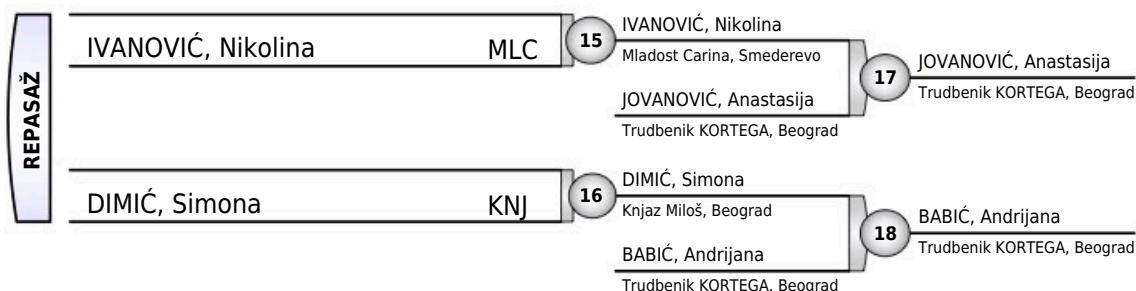 REPASAŽ
IVANOVIĆ, Nikolina MLC
15
IVANOVIĆ, Nikolina
Mladost Carina, Smederevo
JOVANOVIĆ, Anastasija
Trudbenik KORTEGA, Beograd
17
JOVANOVIĆ, Anastasija
Trudbenik KORTEGA, Beograd
DIMIĆ, Simona KNJ
16
DIMIĆ, Simona
Knjaz Miloš, Beograd
BABIĆ, Andrijana
Trudbenik KORTEGA, Beograd
18
BABIĆ, Andrijana
Trudbenik KORTEGA, Beograd